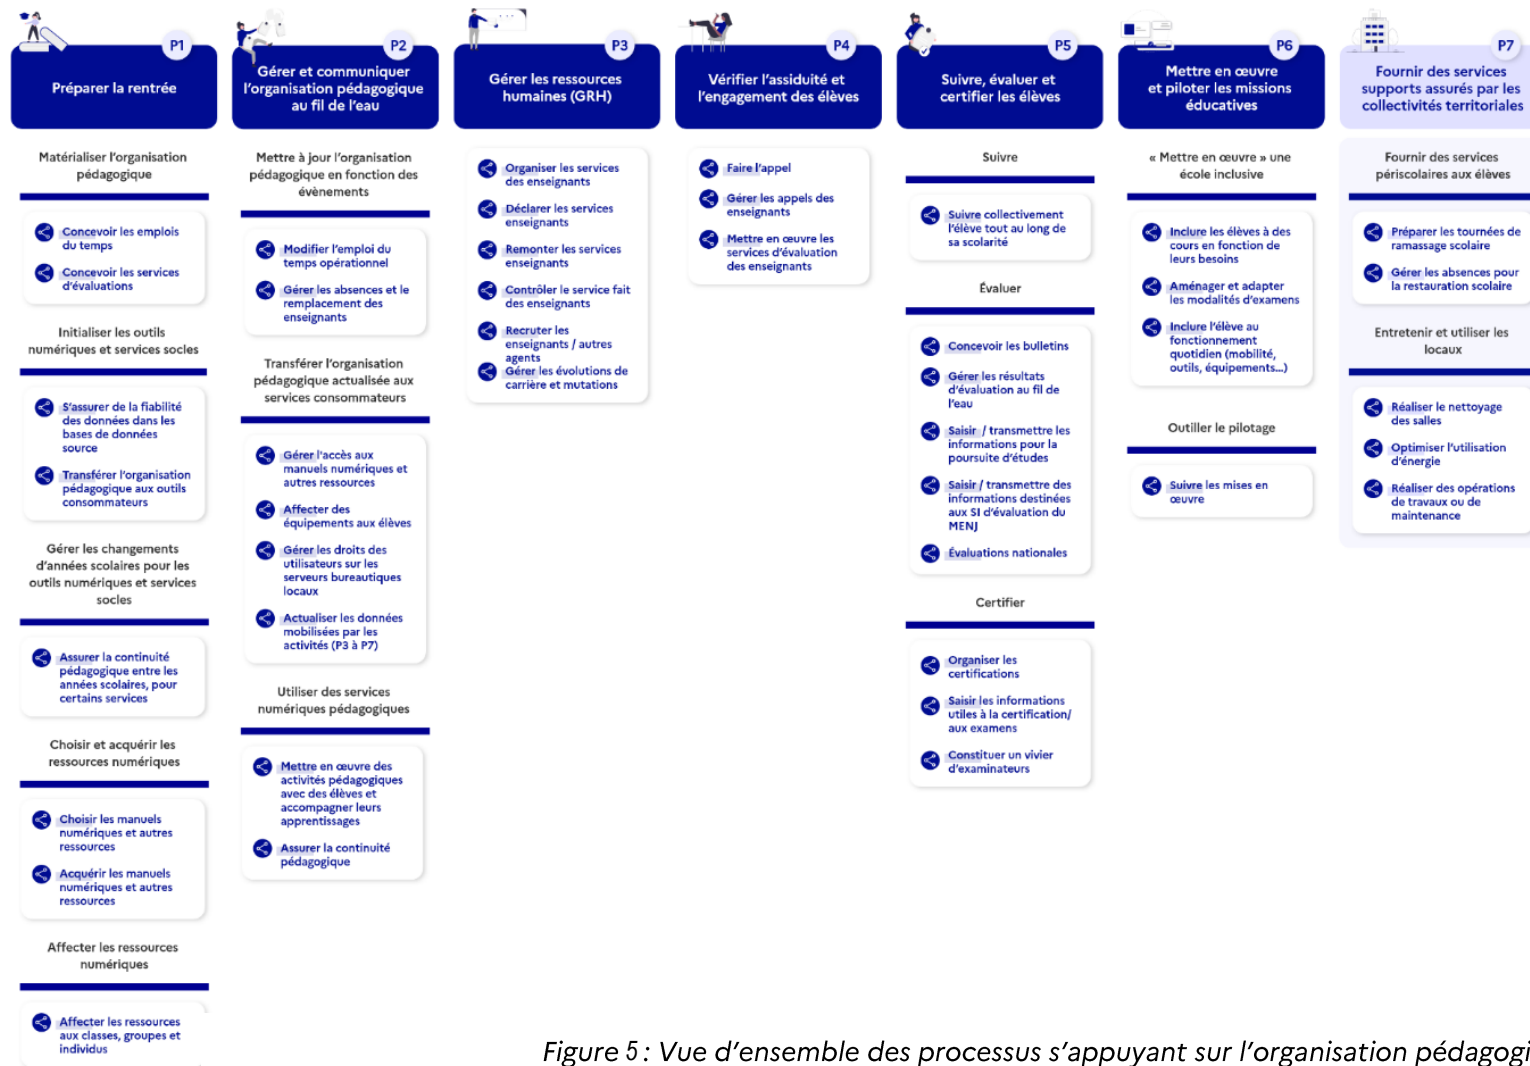 P1
Préparer la rentrée
Matérialiser l'organisation
pédagogique
Concevoir les emplois
du temps
Concevoir les services
d'évaluations
Initialiser les outils
numériques et services socles
S'assurer de la fiabilité
des données dans les
bases de données
source
Transférer l'organisation
pédagogique aux outils
consommateurs
Gérer les changements
d'années scolaires pour les
outils numériques et services
socles
Assurer la continuité
pédagogique entre les
années scolaires, pour
certains services
Choisir et acquérir les
ressources numériques
Choisir les manuels
numériques et autres
ressources
Acquérir les manuels
numériques et autres
ressources
Affecter les ressources
numériques
Affecter les ressources
aux classes, groupes et
individus
P2
Gérer et communiquer
l'organisation pédagogique
au fil de l'eau
Mettre à jour l'organisation
pédagogique en fonction des
évènements
Modifier l'emploi du
temps opérationnel
Gérer les absences et le
remplacement des
enseignants
Transférer l'organisation
pédagogique actualisée aux
services consommateurs
Gérer l'accès aux
manuels numériques et
autres ressources
Affecter des
équipements aux élèves
Gérer les droits des
utilisateurs sur les
serveurs bureautiques
locaux
Actualiser les données
mobilisées par les
activités (P3 à P7)
Utiliser des services
numériques pédagogiques
Mettre en œuvre des
activités pédagogiques
avec des élèves et
accompagner leurs
apprentissages
Assurer la continuité
pédagogique
P3
Gérer les ressources
humaines (GRH)
Organiser les services
des enseignants
Déclarer les services
enseignants
Remonter les services
enseignants
Contrôler le service fait
des enseignants
Recruter les
enseignants / autres
agents
Gérer les évolutions de
carrière et mutations
P4
Vérifier l'assiduité et
l'engagement des élèves
Faire l'appel
Gérer les appels des
enseignants
Mettre en œuvre les
services d'évaluation
des enseignants
P5
Suivre, évaluer et
certifier les élèves
Suivre
Suivre collectivement
l'élève tout au long de
sa scolarité
Évaluer
Concevoir les bulletins
Gérer les résultats
d'évaluation au fil de
l'eau
Saisir / transmettre les
informations pour la
poursuite d'études
Saisir / transmettre des
informations destinées
aux SI d'évaluation du
MENJ
Évaluations nationales
Certifier
Organiser les
certifications
Saisir les informations
utiles à la certification/
aux examens
Constituer un vivier
d'examinateurs
P6
Mettre en œuvre
et piloter les missions
éducatives
« Mettre en œuvre » une
école inclusive
Inclure les élèves à des
cours en fonction de
leurs besoins
Aménager et adapter
les modalités d'examens
Inclure l'élève au
fonctionnement
quotidien (mobilité,
outils, équipements...)
Outiller le pilotage
Suivre les mises en
œuvre
P7
Fournir des services
supports assurés par les
collectivités territoriales
Fournir des services
périscolaires aux élèves
Préparer les tournées de
ramassage scolaire
Gérer les absences pour
la restauration scolaire
Entretenir et utiliser les
locaux
Réaliser le nettoyage
des salles
Optimiser l'utilisation
d'énergie
Réaliser des opérations
de travaux ou de
maintenance
Figure 5 : Vue d'ensemble des processus s'appuyant sur l'organisation pédagogi